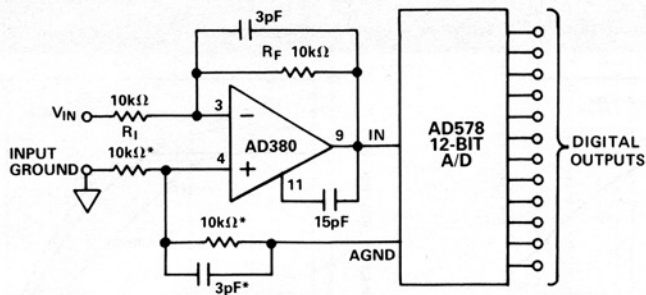 3pF
RF 10kΩ
VIN
10kΩ
RI
3
−
AD380
9
IN
AD578
12-BIT
A/D
DIGITAL
OUTPUTS
INPUT
GROUND
10kΩ*
4
+
11
15pF
10kΩ*
AGND
3pF*